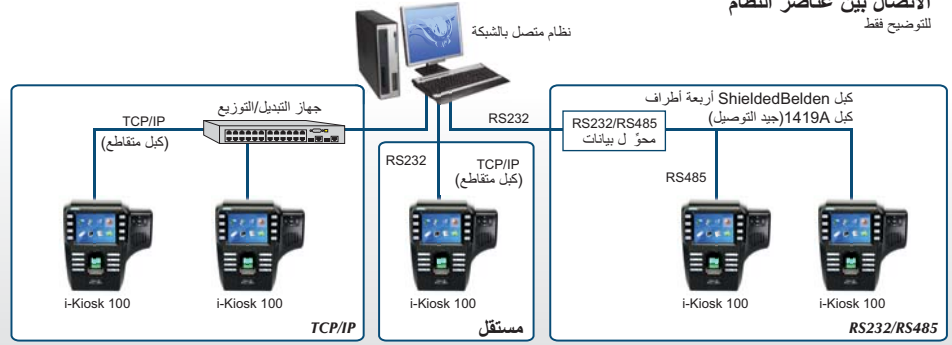 الاتصال بين عناصر النظام
للتوضيح فقط
نظام متصل بالشبكة
جهاز التبديل/التوزيع
TCP/IP
(كبل متقاطع)
i-Kiosk 100
i-Kiosk 100
TCP/IP
RS232
TCP/IP
(كبل متقاطع)
i-Kiosk 100
مستقل
RS232
RS232/RS485
محوّ ل بيانات
كبل ShieldedBelden أربعة أطراف
كبل 1419A(جيد التوصيل)
RS485
i-Kiosk 100
i-Kiosk 100
RS232/RS485